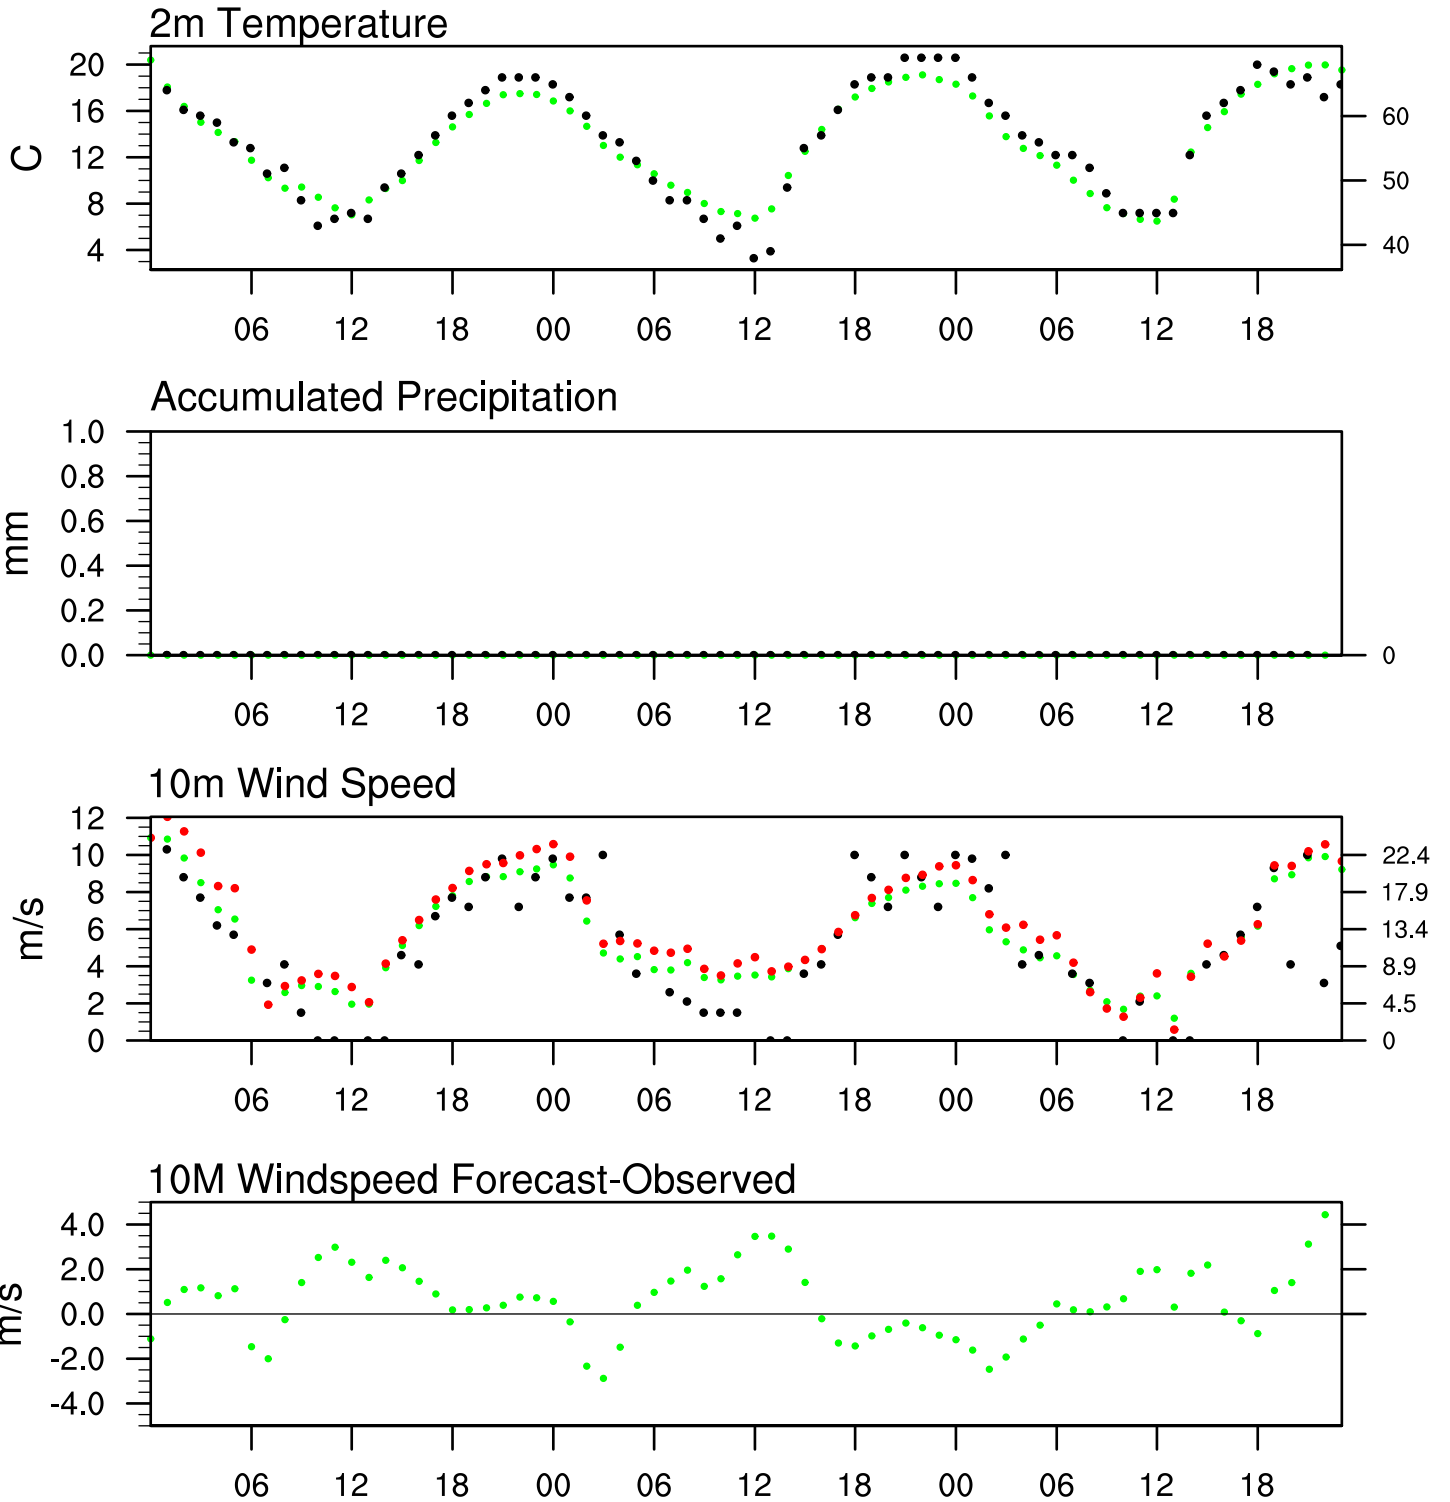 2m Temperature
20
16
12
8
4
C
60
50
40
06 12 18 00 06 12 18 00 06 12 18
Accumulated Precipitation
1.0
0.8
0.6
0.4
0.2
0.0
mm
0
06 12 18 00 06 12 18 00 06 12 18
10m Wind Speed
12
10
8
6
4
2
0
m/s
22.4
17.9
13.4
8.9
4.5
0
06 12 18 00 06 12 18 00 06 12 18
10M Windspeed Forecast-Observed
4.0
2.0
0.0
-2.0
-4.0
m/s
06 12 18 00 06 12 18 00 06 12 18